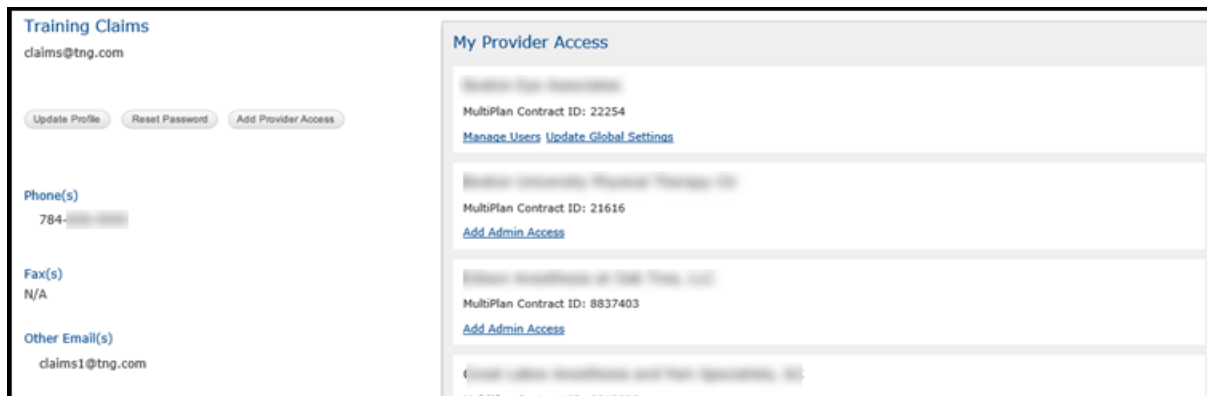 Training Claims
claims@tng.com
Update Profile Reset Password Add Provider Access
Phone(s)
784-
Fax(s)
N/A
Other Email(s)
claims1@tng.com
My Provider Access
MultiPlan Contract ID: 22254
Manage Users Update Global Settings
MultiPlan Contract ID: 21616
Add Admin Access
MultiPlan Contract ID: 8837403
Add Admin Access